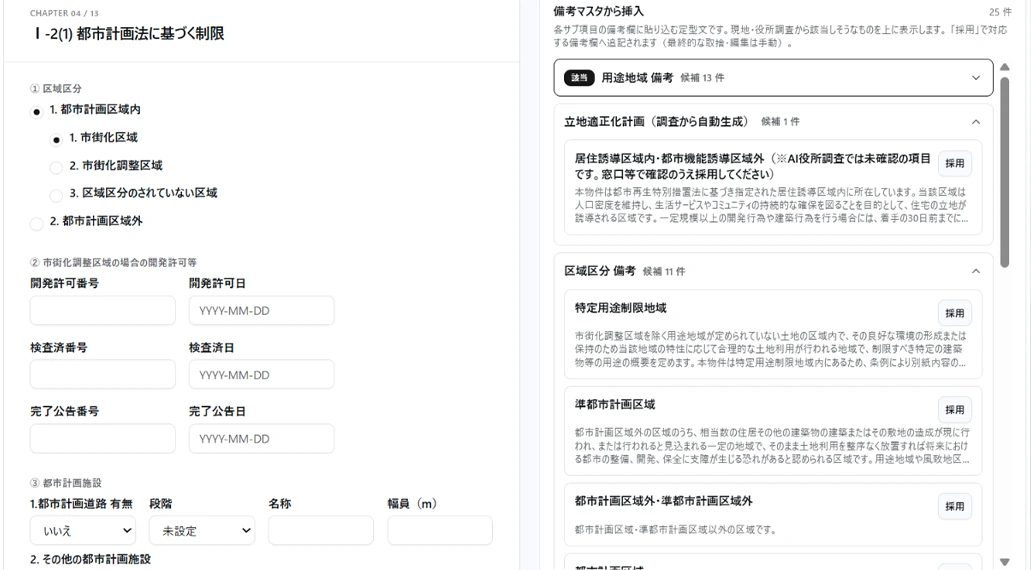 CHAPTER 04 / 13
Ⅰ-2(1) 都市計画法に基づく制限
① 区域区分
1. 都市計画区域内
1. 市街化区域
2. 市街化調整区域
3. 区域区分のされていない区域
2. 都市計画区域外
② 市街化調整区域の場合の開発許可等
開発許可番号 開発許可日
YYYY-MM-DD
検査済番号 検査済日
YYYY-MM-DD
完了公告番号 完了公告日
YYYY-MM-DD
③ 都市計画施設
1.都市計画道路 有無 段階 名称 幅員（m）
いいえ 未設定
2. その他の都市計画施設
備考マスタから挿入 25 件
各サブ項目の備考欄に貼り込む定型文です。現地・役所調査から該当しそうなものを上に表示します。「採用」で対応
する備考欄へ追記されます（最終的な取捨・編集は手動）。
該当 用途地域 備考 候補 13 件
立地適正化計画（調査から自動生成） 候補 1 件
居住誘導区域内・都市機能誘導区域外（※AI役所調査では未確認の項目
です。窓口等で確認のうえ採用してください）
採用
本物件は都市再生特別措置法に基づき指定された居住誘導区域内に所在しています。当該区域は
人口密度を維持し、生活サービスやコミュニティの持続的な確保を図ることを目的として、住宅の立地が
誘導される区域です。一定規模以上の開発行為や建築行為を行う場合には、着手の30日前までに...
区域区分 備考 候補 11 件
特定用途制限地域
採用
市街化調整区域を除く用途地域が定められていない土地の区域内で、その良好な環境の形成または
保持のため当該地域の特性に応じて合理的な土地利用が行われる地域で、制限すべき特定の建築
物等の用途の概要を定めます。本物件は特定用途制限地域内にあるため、条例により別紙内容の...
準都市計画区域
採用
都市計画区域外の区域のうち、相当数の住居その他の建築物の建築またはその敷地の造成が現に行
われ、または行われると見込まれる一定の地域で、そのまま土地利用を整序なく放置すれば将来におけ
る都市の整備、開発、保全に支障が生じる恐れがあると認められる区域です。用途地域や風致地区...
都市計画区域外・準都市計画区域外
採用
都市計画区域・準都市計画区域以外の区域です。
都市計画区域